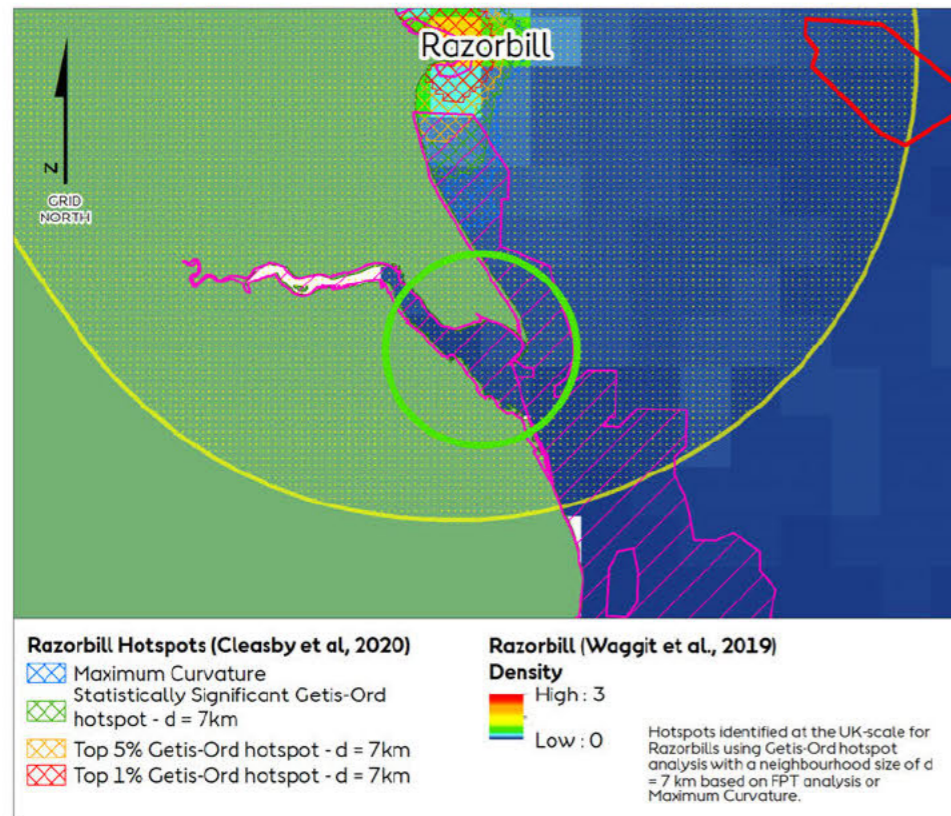 Razorbill
N
GRID
NORTH
Razorbill Hotspots (Cleasby et al, 2020)
Maximum Curvature
Statistically Significant Getis-Ord
hotspot - d = 7km
Top 5% Getis-Ord hotspot - d = 7km
Top 1% Getis-Ord hotspot - d = 7km
Razorbill (Waggit et al., 2019)
Density
High : 3
Low : 0
Hotspots identified at the UK-scale for
Razorbills using Getis-Ord hotspot
analysis with a neighbourhood size of d
= 7 km based on FPT analysis or
Maximum Curvature.